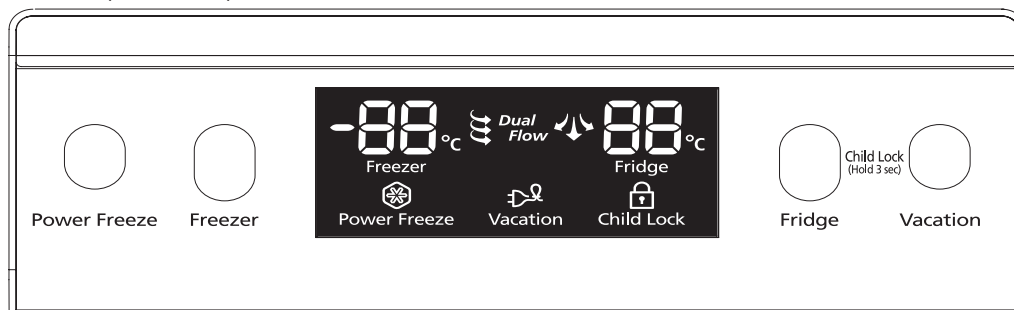 -88°C
Dual
Flow
88°C
Freezer
Fridge
Power Freeze
Vacation
Child Lock
Power Freeze
Freezer
Child Lock
(Hold 3 sec)
Fridge
Vacation